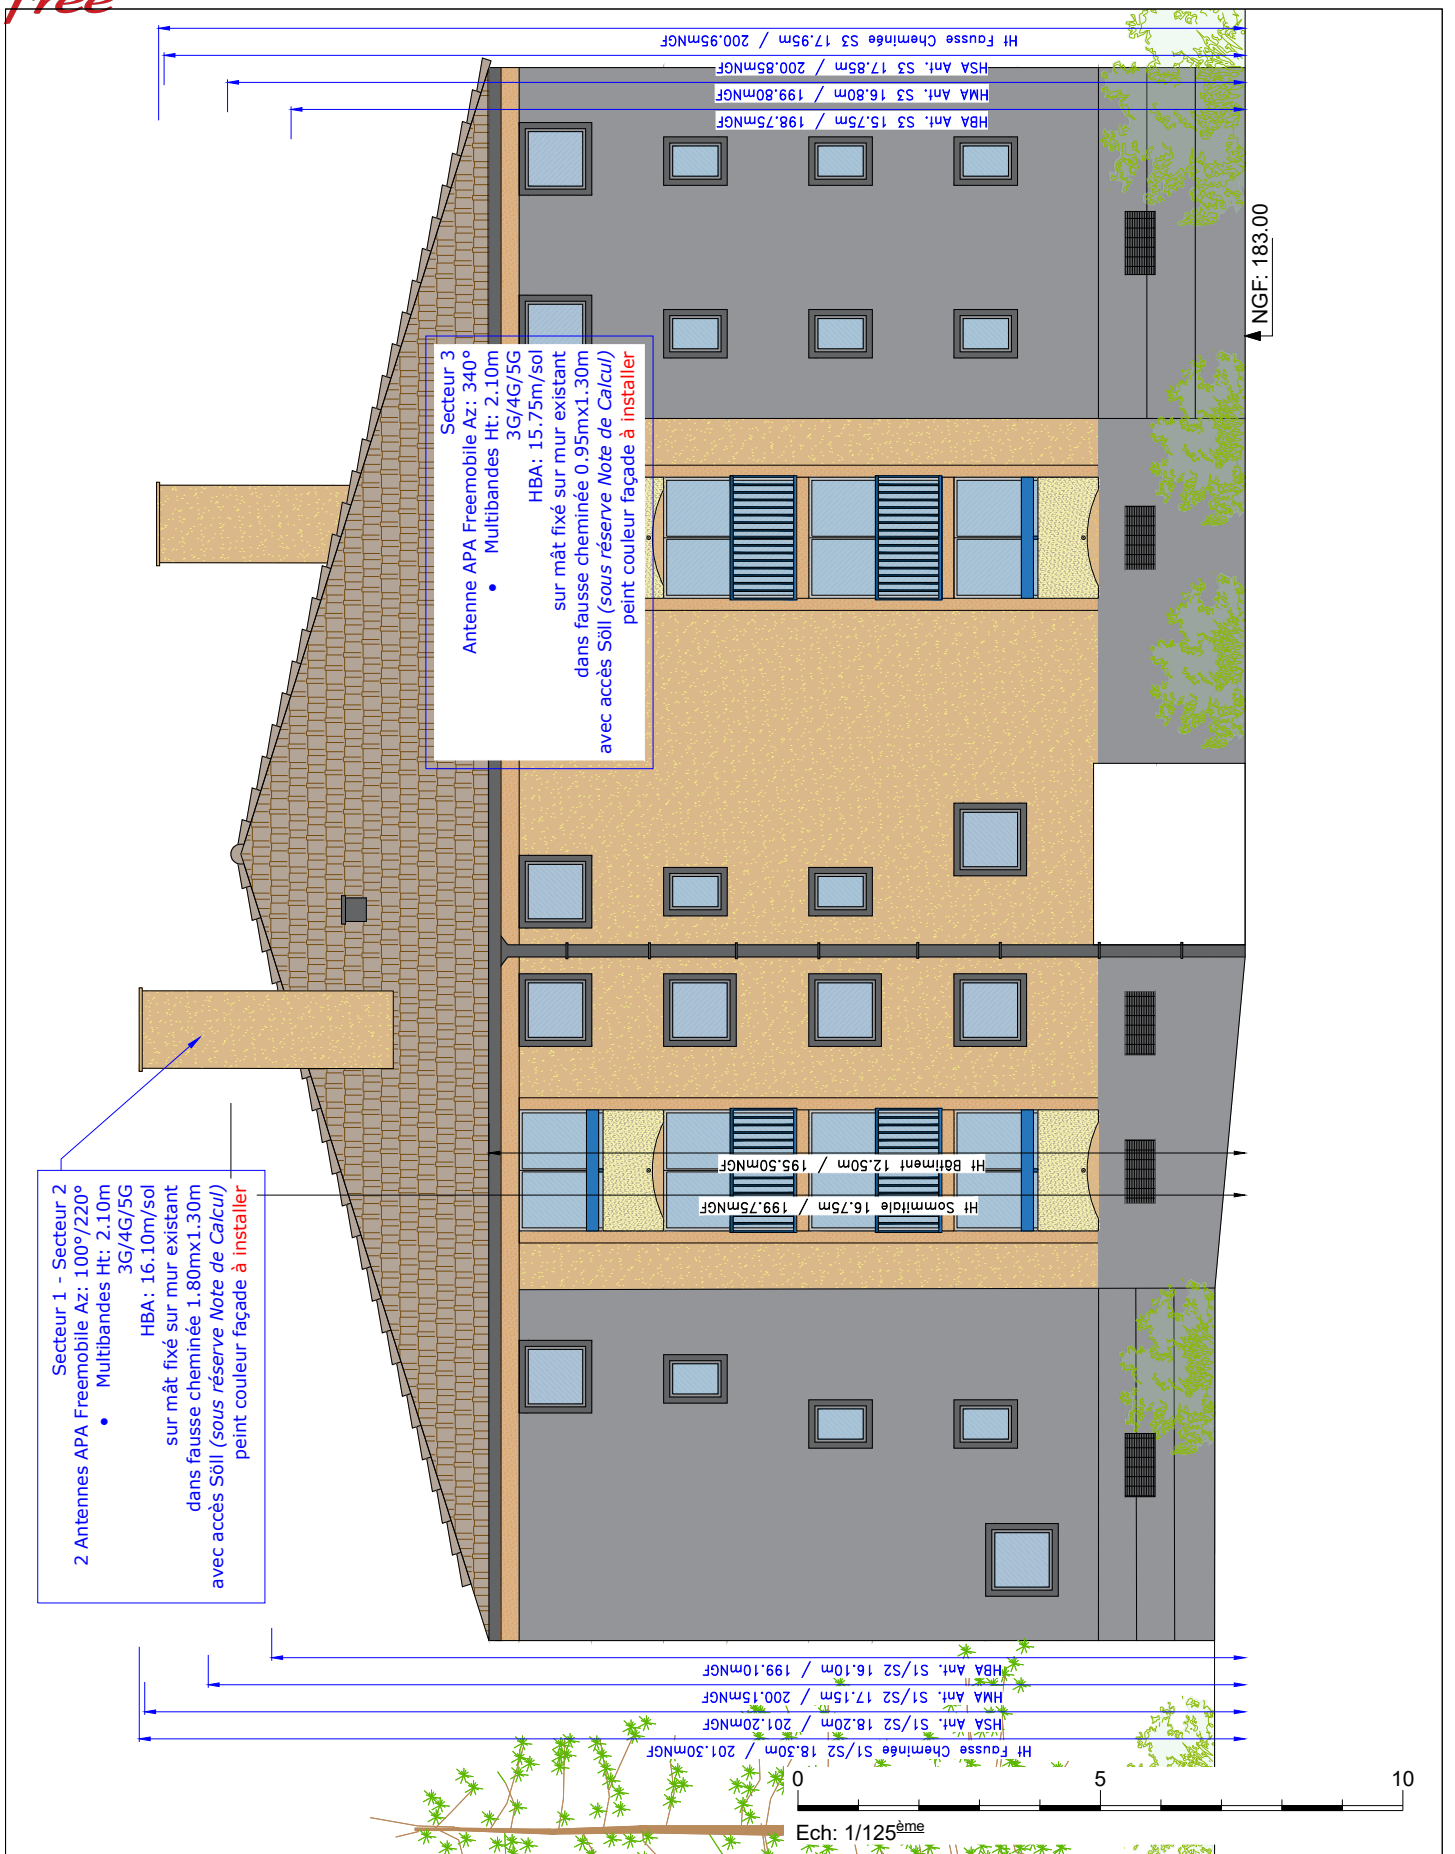 free
Ht Fausse Cheminée S3 17.95m / 200.95mNGF
HSA Ant. S3 17.85m / 200.85mNGF
HMA Ant. S3 16.80m / 199.80mNGF
HBA Ant. S3 15.75m / 198.75mNGF
NGF: 183.00
Secteur 3
Antenne APA Freemobile Az: 340°
• Multibandes Ht: 2.10m
3G/4G/5G
HBA: 15.75m/sol
sur mât fixé sur mur existant
dans fausse cheminée 0.95mx1.30m
avec accès Söll (sous réserve Note de Calcul)
peint couleur façade à installer
Ht Bâtiment 12.50m / 195.50mNGF
Ht Sommitale 16.75m / 199.75mNGF
Secteur 1 - Secteur 2
2 Antennes APA Freemobile Az: 100°/220°
• Multibandes Ht: 2.10m
3G/4G/5G
HBA: 16.10m/sol
sur mât fixé sur mur existant
dans fausse cheminée 1.80mx1.30m
avec accès Söll (sous réserve Note de Calcul)
peint couleur façade à installer
HBA Ant. S1/S2 16.10m / 199.10mNGF
HMA Ant. S1/S2 17.15m / 200.15mNGF
HSA Ant. S1/S2 18.20m / 201.20mNGF
Ht Fausse Cheminée S1/S2 18.30m / 201.30mNGF
0 5 10
Ech: 1/125ème